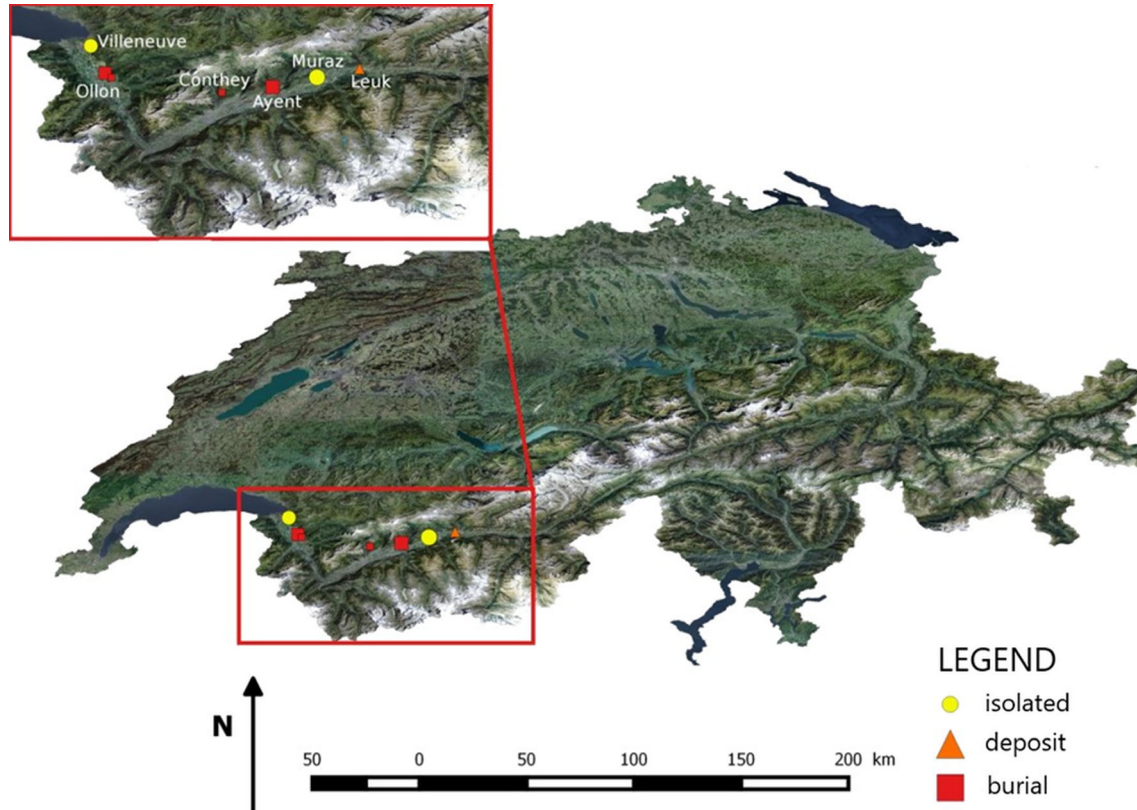 Villeneuve
Ollon
Conthey
Ayent
Muraz
Leuk
LEGEND
isolated
deposit
burial
N
50 0 50 100 150 200 km